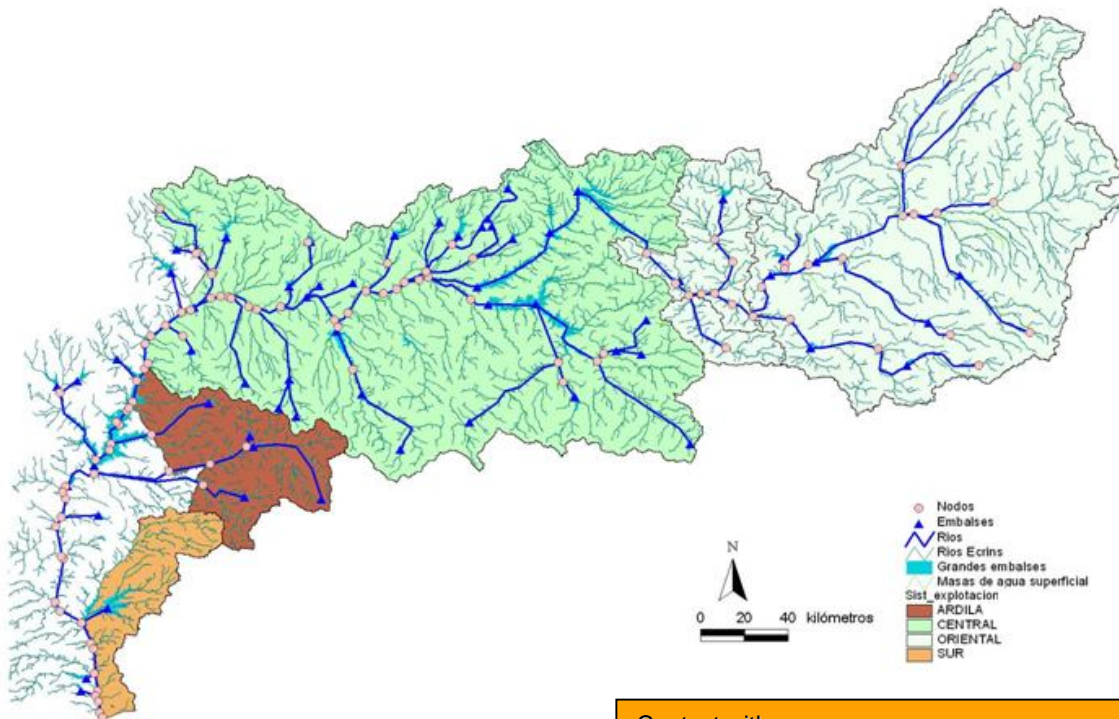 N
0 20 40 kilómetros
Nodos
Embalses
Rios
Rios Ecrins
Grandes embalses
Masas de agua superficial
Sist_explotacion
ARDILA
CENTRAL
ORIENTAL
SUR